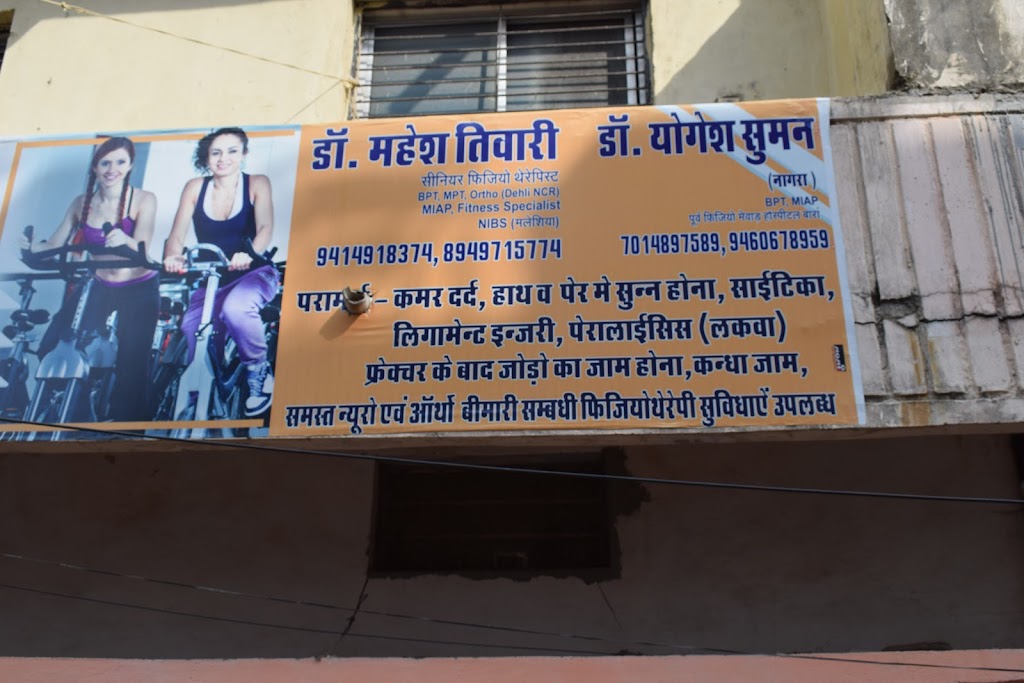 डॉ. महेश तिवारी
सीनियर फिजियो थेरेपिस्ट
BPT, MPT, Ortho (Dehli NCR)
MIAP, Fitness Specialist
NIBS (मलेशिया)
9414918374, 8949715774
डॉ. योगेश सुमन
(नागरा)
BPT, MIAP
पूर्व फिजियो मेवाड हॉस्पीटल बारां
7014897589, 9460678959
– कमर दर्द, हाथ व पेर मे सुन्न होना, साईटिका,
लिगामेन्ट इन्जरी, पेरालाईसिस (लकवा)
फ्रेक्चर के बाद जोड़ो का जाम होना, कन्धा जाम,
समस्त न्यूरो एवं ऑर्थो बीमारी सम्बधी फिजियोथेरेपी सुविधाऐं उपलब्ध